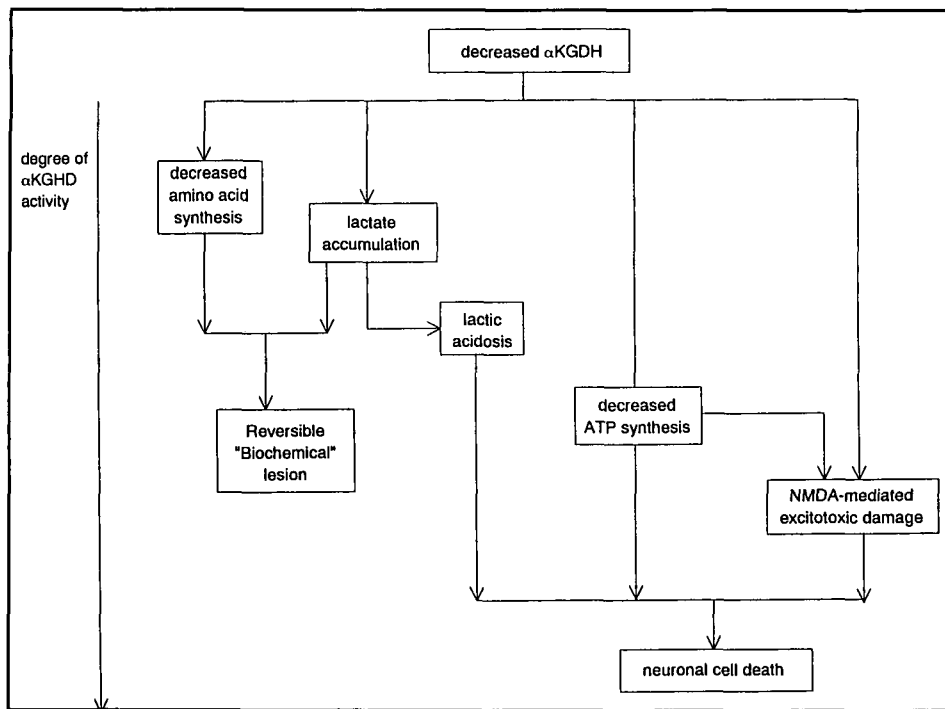 decreased αKGDH
degree of
αKGHD
activity
decreased
amino acid
synthesis
lactate
accumulation
lactic
acidosis
decreased
ATP synthesis
Reversible
"Biochemical"
lesion
NMDA-mediated
excitotoxic damage
neuronal cell death